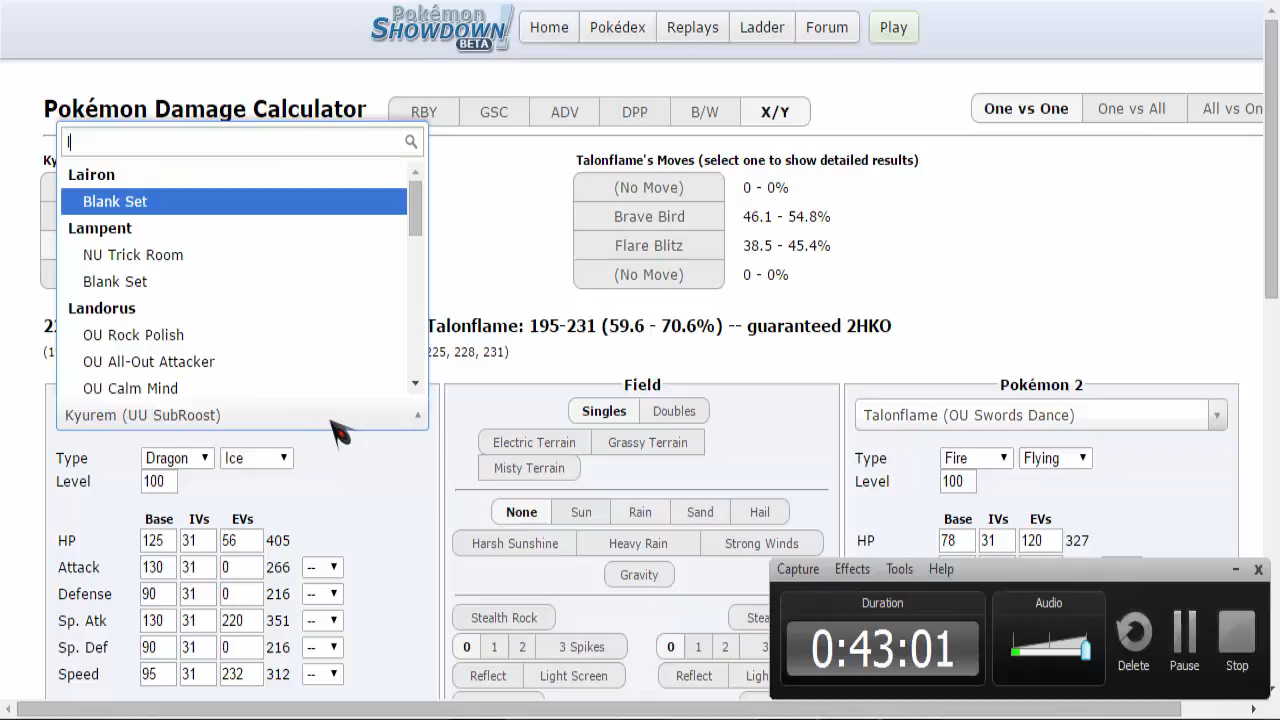 Pokémon
SHOWDOWN!
BETA
Home Pokédex Replays Ladder Forum Play
Pokémon Damage Calculator RBY GSC ADV DPP B/W X/Y One vs One One vs All All vs On
l
Ky
Talonflame's Moves (select one to show detailed results)
Lairon
Blank Set
Lampent
NU Trick Room
Blank Set
Landorus
OU Rock Polish
OU All-Out Attacker
OU Calm Mind
Kyurem (UU SubRoost)
(No Move) 0 - 0%
Brave Bird 46.1 - 54.8%
Flare Blitz 38.5 - 45.4%
(No Move) 0 - 0%
Talonflame: 195-231 (59.6 - 70.6%) -- guaranteed 2HKO
25, 228, 231)
Type Dragon Ice
Level 100
Base IVs EVs
HP 125 31 56 405
Attack 130 31 0 266 --
Defense 90 31 0 216 --
Sp. Atk 130 31 220 351 --
Sp. Def 90 31 0 216 --
Speed 95 31 232 312 --
Field
Singles Doubles
Electric Terrain Grassy Terrain
Misty Terrain
None Sun Rain Sand Hail
Harsh Sunshine Heavy Rain Strong Winds
Gravity
Stealth Rock Stea
0 1 2 3 Spikes 0 1 2 3
Reflect Light Screen Reflect Ligh
Pokémon 2
Talonflame (OU Swords Dance)
Type Fire Flying
Level 100
Base IVs EVs
HP 78 31 120 327
Capture Effects Tools Help
Duration
0:43:01
Audio
Delete Pause Stop